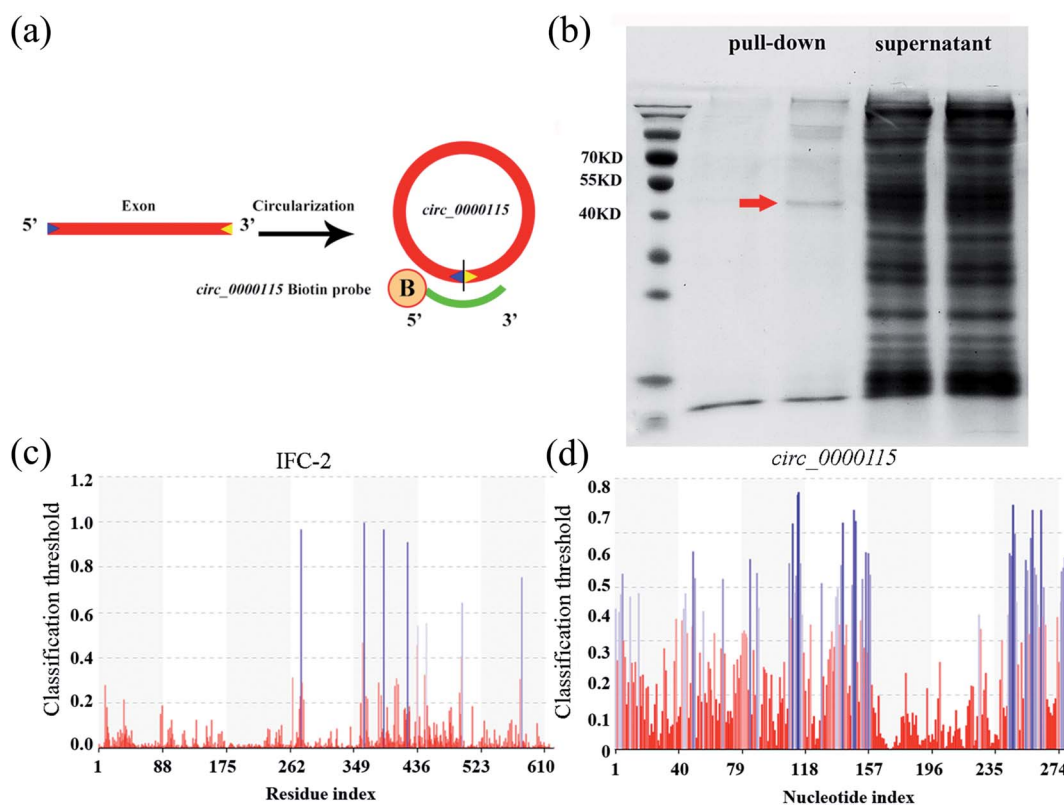 (a)
Exon
5'
3'
Circularization
circ_0000115
circ_0000115 Biotin probe
B
5'
3'
(b)
pull-down
supernatant
70KD
55KD
40KD
(c)
IFC-2
Classification threshold
1.2
1.0
0.8
0.6
0.4
0.2
0.0
1 88 175 262 349 436 523 610
Residue index
(d)
circ_0000115
Classification threshold
0.8
0.7
0.6
0.5
0.4
0.3
0.2
0.1
0
1 40 79 118 157 196 235 274
Nucleotide index